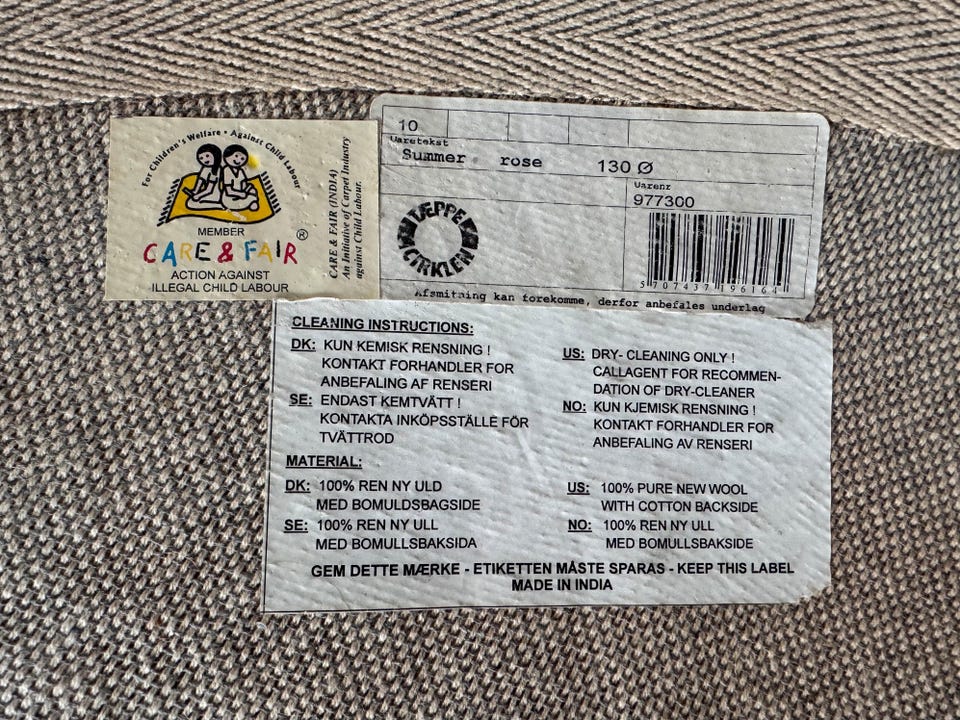 For Children's Welfare • Against Child Labour
MEMBER
CARE & FAIR ®
ACTION AGAINST
ILLEGAL CHILD LABOUR
CARE & FAIR (INDIA)
An Initiative of Carpet Industry
against Child Labour.
10
Varetekst
Summer rose 130 Ø
Varenr
977300
TÆPPE
CIRKLEN
5 707437 196164
Afsmitning kan forekomme, derfor anbefales underlag
CLEANING INSTRUCTIONS:
DK: KUN KEMISK RENSNING !
KONTAKT FORHANDLER FOR
ANBEFALING AF RENSERI
SE: ENDAST KEMTVÄTT !
KONTAKTA INKÖPSSTÄLLE FÖR
TVÄTTROD
US: DRY- CLEANING ONLY !
CALLAGENT FOR RECOMMEN-
DATION OF DRY-CLEANER
NO: KUN KJEMISK RENSNING !
KONTAKT FORHANDLER FOR
ANBEFALING AV RENSERI
MATERIAL:
DK: 100% REN NY ULD
MED BOMULDSBAGSIDE
SE: 100% REN NY ULL
MED BOMULLSBAKSIDA
US: 100% PURE NEW WOOL
WITH COTTON BACKSIDE
NO: 100% REN NY ULL
MED BOMULLSBAKSIDE
GEM DETTE MÆRKE - ETIKETTEN MÅSTE SPARAS - KEEP THIS LABEL
MADE IN INDIA